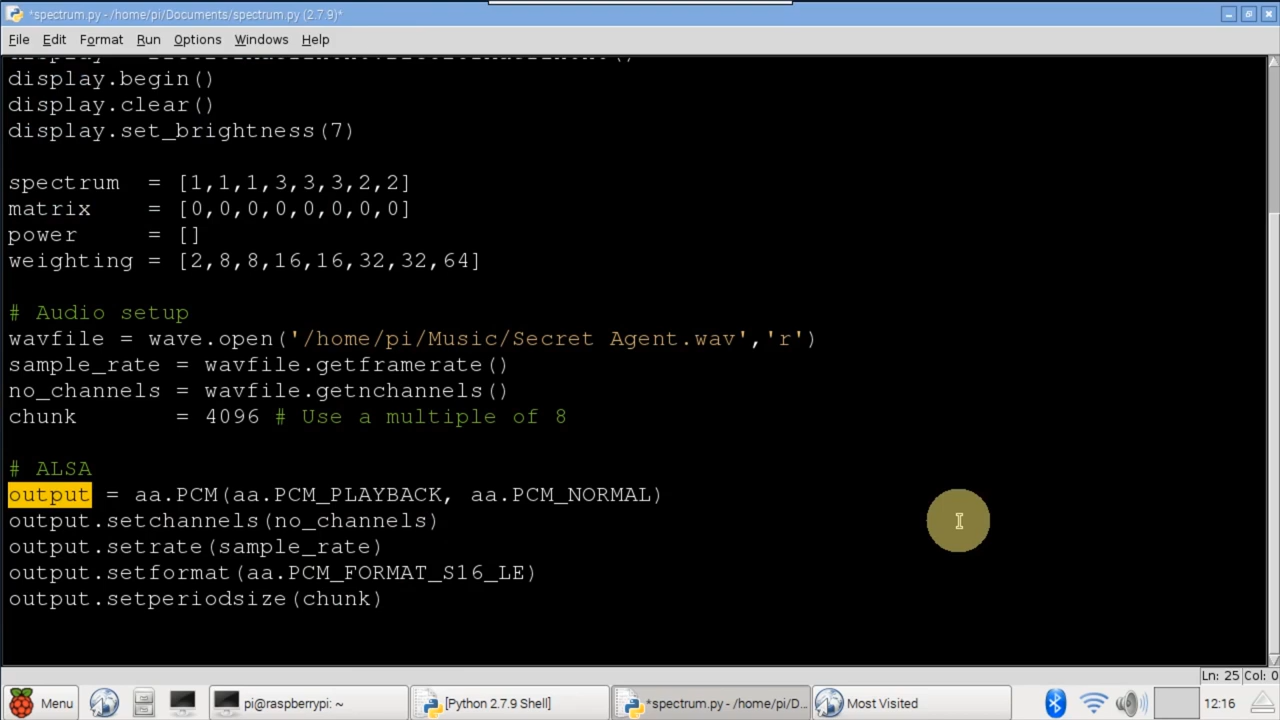 *spectrum.py - /home/pi/Documents/spectrum.py (2.7.9)*
File Edit Format Run Options Windows Help
display.begin()
display.clear()
display.set_brightness(7)
spectrum = [1,1,1,3,3,3,2,2]
matrix = [0,0,0,0,0,0,0,0]
power = []
weighting = [2,8,8,16,16,32,32,64]
# Audio setup
wavfile = wave.open('/home/pi/Music/Secret Agent.wav','r')
sample_rate = wavfile.getframerate()
no_channels = wavfile.getnchannels()
chunk = 4096 # Use a multiple of 8
# ALSA
output = aa.PCM(aa.PCM_PLAYBACK, aa.PCM_NORMAL)
output.setchannels(no_channels)
output.setrate(sample_rate)
output.setformat(aa.PCM_FORMAT_S16_LE)
output.setperiodsize(chunk)
Ln: 25 Col: 0
Menu pi@raspberrypi: ~ [Python 2.7.9 Shell] *spectrum.py - /home/pi/D... Most Visited 12:16